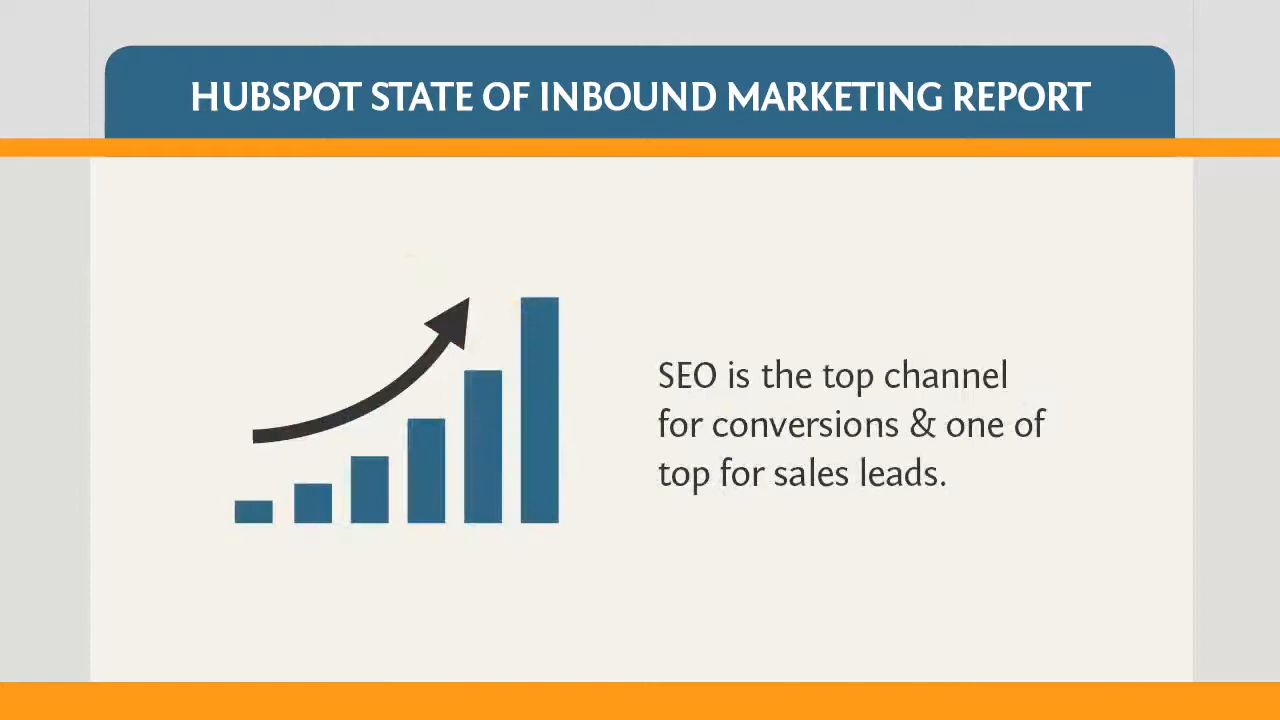 HUBSPOT STATE OF INBOUND MARKETING REPORT
SEO is the top channel
for conversions & one of
top for sales leads.